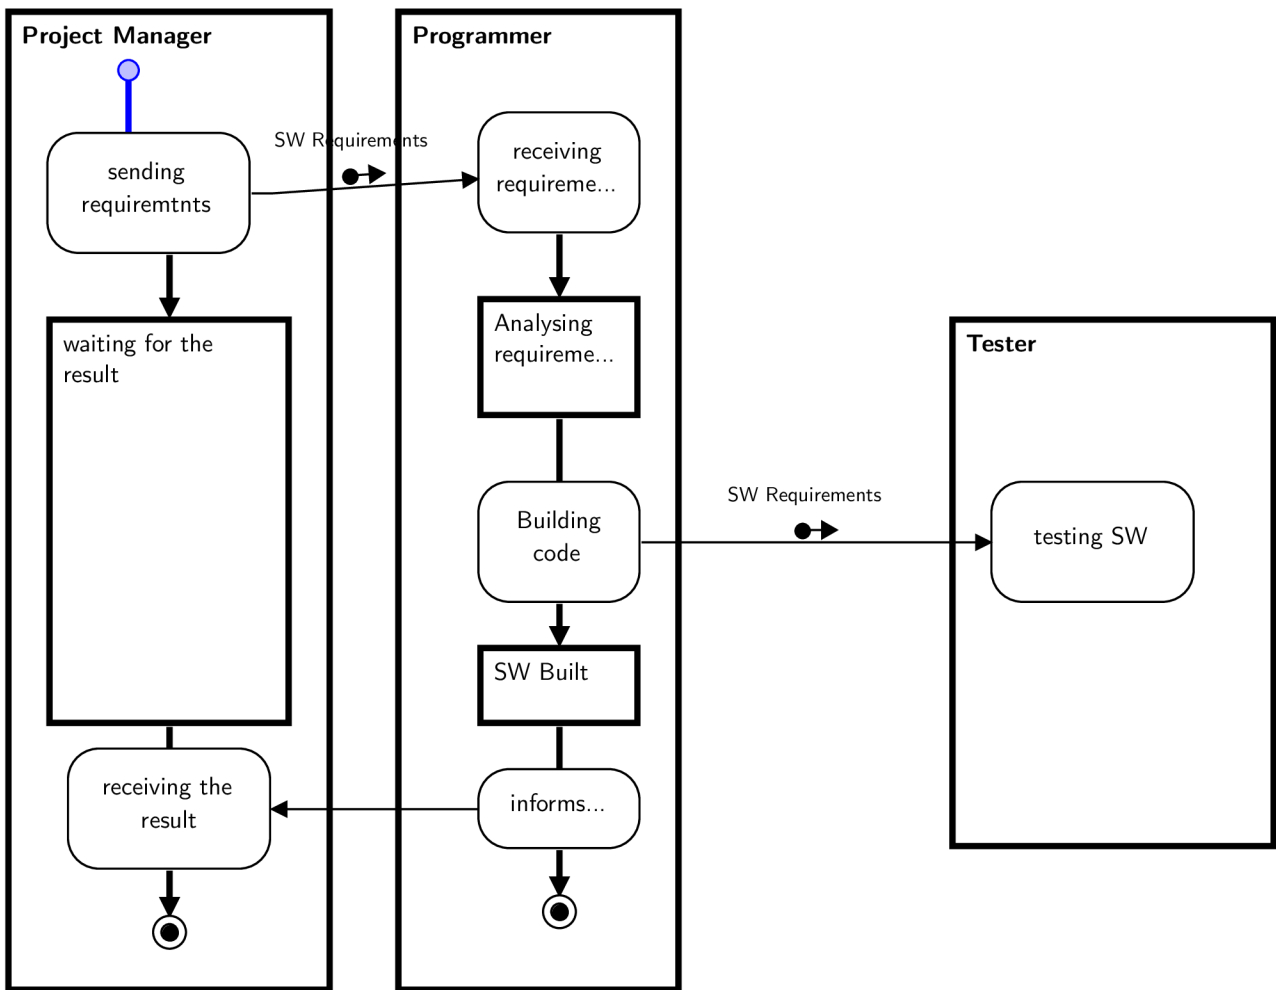 Project Manager
sending
requiremtnts
waiting for the
result
receiving the
result
SW Requirements
Programmer
receiving
requireme...
Analysing
requireme...
Building
code
SW Built
informs...
SW Requirements
Tester
testing SW